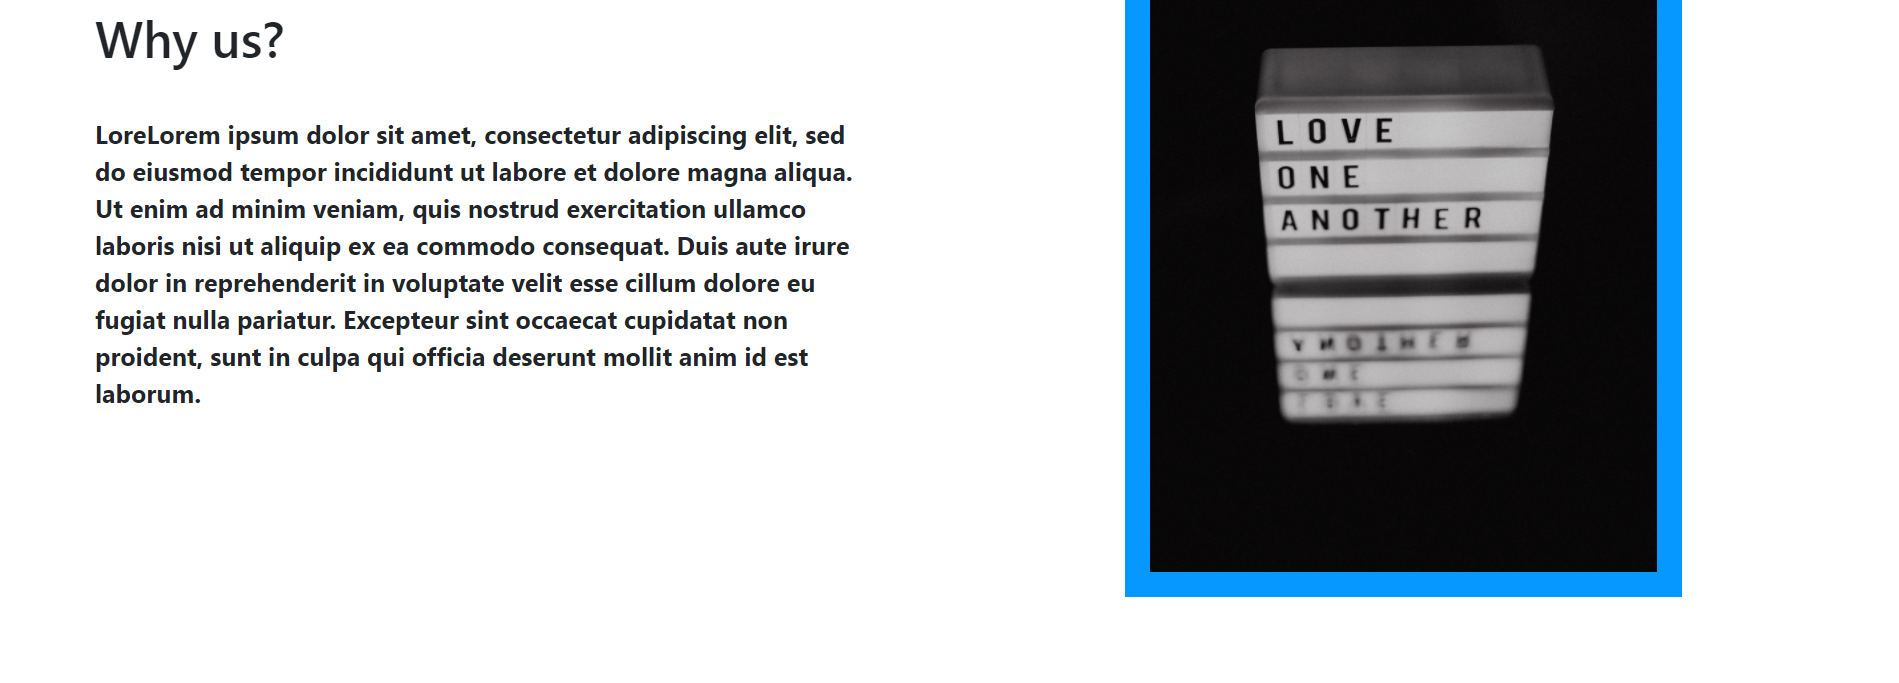 Why us?
LoreLorem ipsum dolor sit amet, consectetur adipiscing elit, sed
do eiusmod tempor incididunt ut labore et dolore magna aliqua.
Ut enim ad minim veniam, quis nostrud exercitation ullamco
laboris nisi ut aliquip ex ea commodo consequat. Duis aute irure
dolor in reprehenderit in voluptate velit esse cillum dolore eu
fugiat nulla pariatur. Excepteur sint occaecat cupidatat non
proident, sunt in culpa qui officia deserunt mollit anim id est
laborum.
LOVE
ONE
ANOTHER